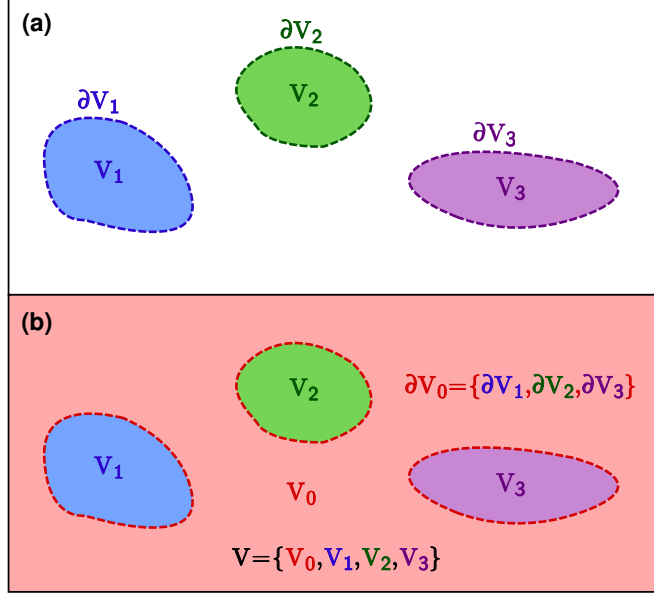 (a)
∂V₂
V₂
∂V₁
V₁
∂V₃
V₃
(b)
V₂
∂V₀={∂V₁,∂V₂,∂V₃}
V₁
V₃
V₀
V={V₀,V₁,V₂,V₃}